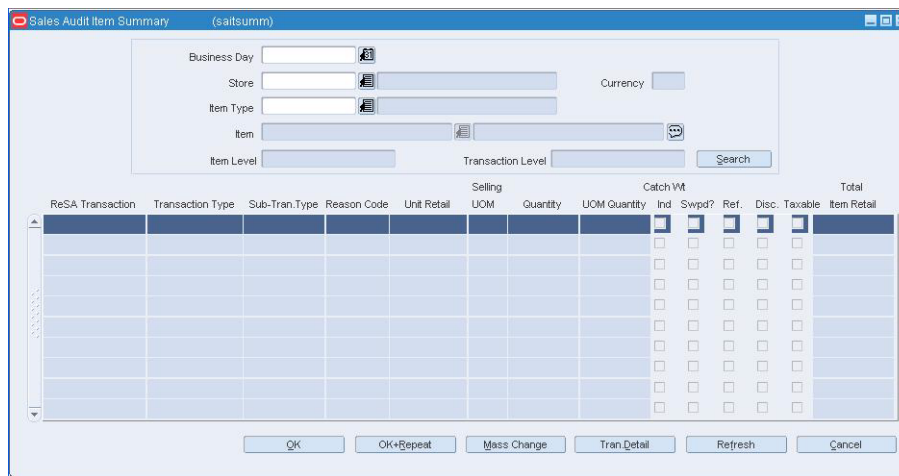 Sales Audit Item Summary (saitsumm)
Business Day 31
Store Currency
Item Type
Item
Item Level Transaction Level Search
Selling Catch Wt Total
ReSA Transaction Transaction Type Sub-Tran.Type Reason Code Unit Retail UOM Quantity UOM Quantity Ind Swpd? Ref. Disc. Taxable Item Retail
OK OK+Repeat Mass Change Tran.Detail Refresh Cancel